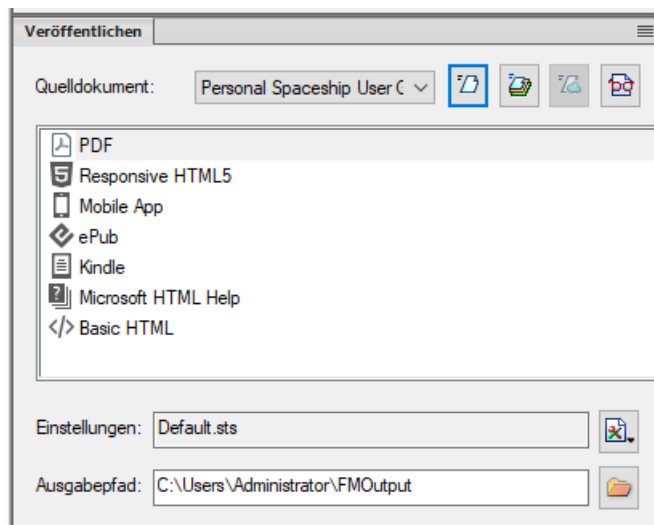 Veröffentlichen
Quelldokument: Personal Spaceship User
PDF
Responsive HTML5
Mobile App
ePub
Kindle
Microsoft HTML Help
</> Basic HTML
Einstellungen: Default.sts
Ausgabepfad: C:\Users\Administrator\FMOutput